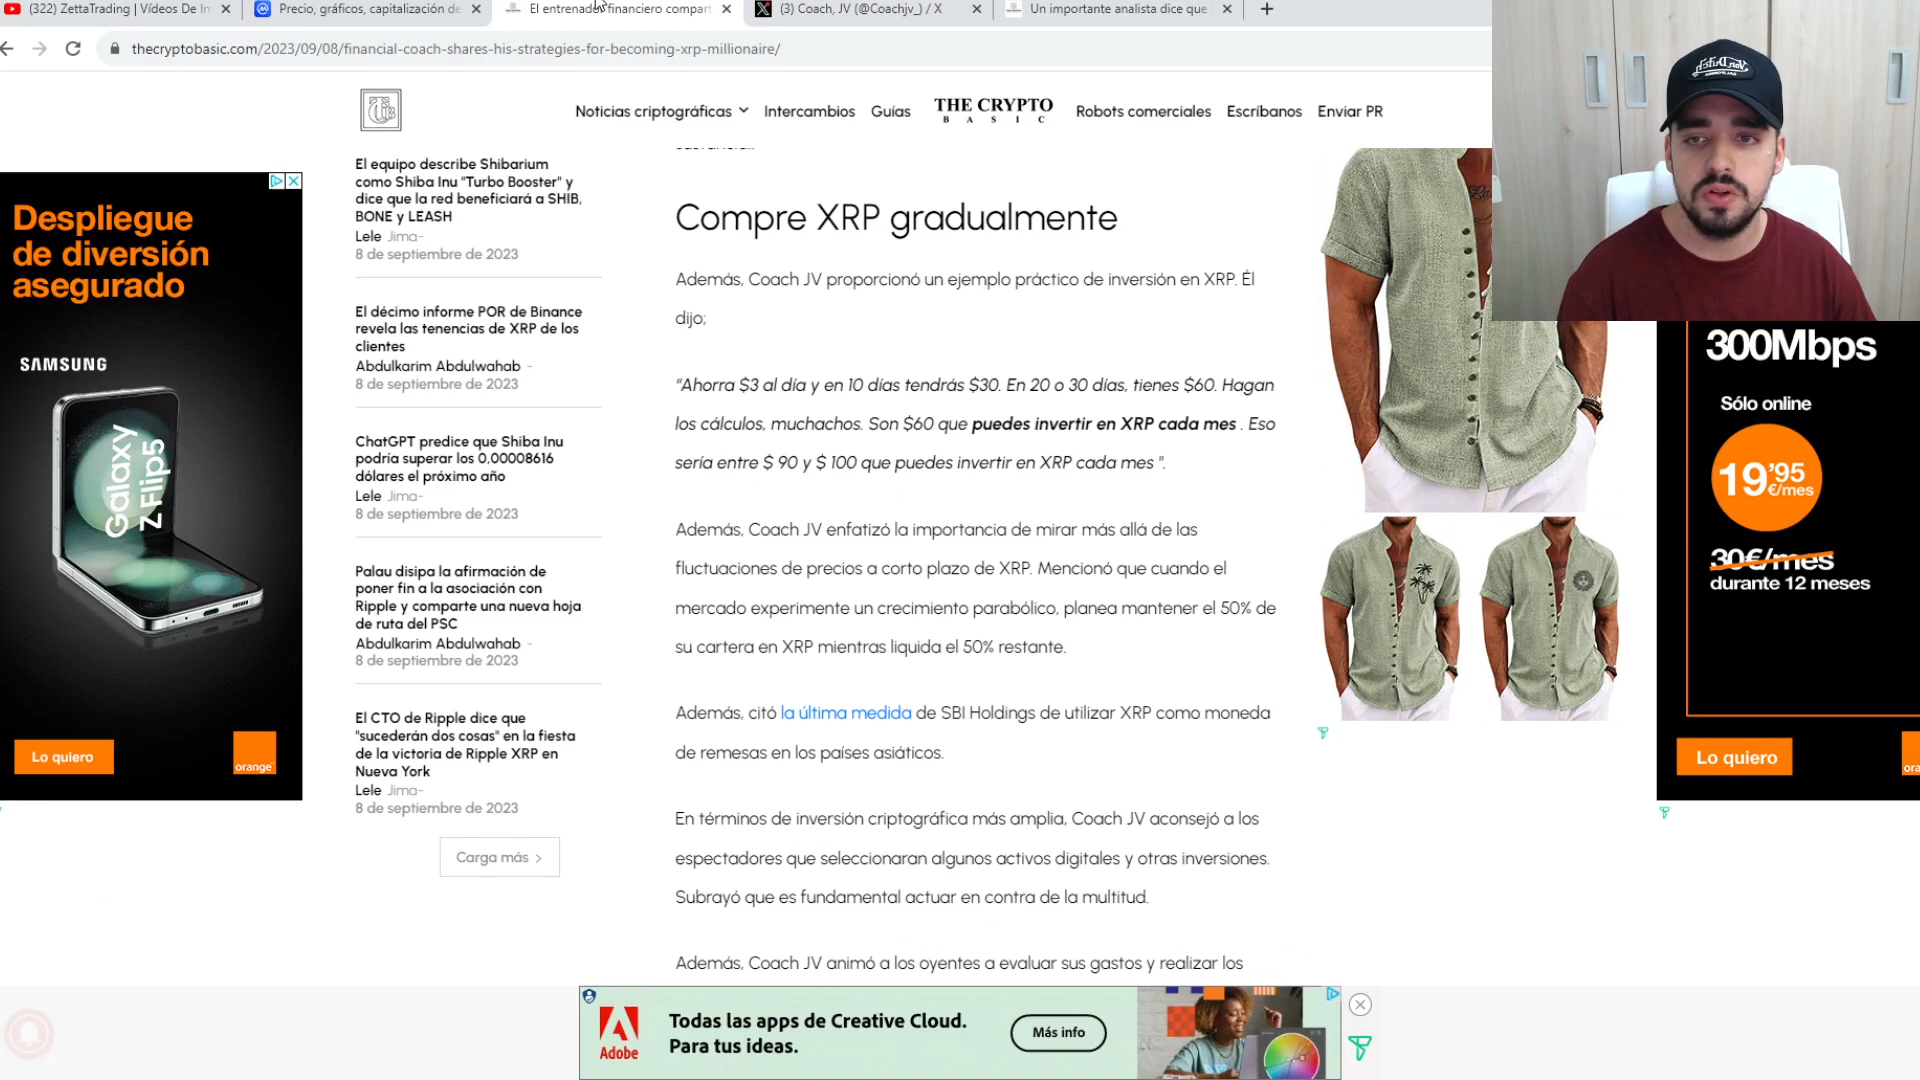 (322) ZettaTrading | Vídeos De In
Precio, gráficos, capitalización de
El entrenador financiero compart
(3) Coach, JV (@Coachjv_) / X
Un importante analista dice que
thecryptobasic.com/2023/09/08/financial-coach-shares-his-strategies-for-becoming-xrp-millionaire/
Noticias criptográficas
Intercambios
Guías
THE CRYPTO
BASIC
Robots comerciales
Escríbanos
Enviar PR
El equipo describe Shibarium
como Shiba Inu "Turbo Booster" y
dice que la red beneficiará a SHIB,
BONE y LEASH
Lele Jima-
8 de septiembre de 2023
El décimo informe POR de Binance
revela las tenencias de XRP de los
clientes
Abdulkarim Abdulwahab -
8 de septiembre de 2023
ChatGPT predice que Shiba Inu
podría superar los 0,00008616
dólares el próximo año
Lele Jima-
8 de septiembre de 2023
Palau disipa la afirmación de
poner fin a la asociación con
Ripple y comparte una nueva hoja
de ruta del PSC
Abdulkarim Abdulwahab -
8 de septiembre de 2023
El CTO de Ripple dice que
"sucederán dos cosas" en la fiesta
de la victoria de Ripple XRP en
Nueva York
Lele Jima-
8 de septiembre de 2023
Carga más
Compre XRP gradualmente
Además, Coach JV proporcionó un ejemplo práctico de inversión en XRP. Él
dijo;
“Ahorra $3 al día y en 10 días tendrás $30. En 20 o 30 días, tienes $60. Hagan
los cálculos, muchachos. Son $60 que puedes invertir en XRP cada mes . Eso
sería entre $ 90 y $ 100 que puedes invertir en XRP cada mes ".
Además, Coach JV enfatizó la importancia de mirar más allá de las
fluctuaciones de precios a corto plazo de XRP. Mencionó que cuando el
mercado experimente un crecimiento parabólico, planea mantener el 50% de
su cartera en XRP mientras liquida el 50% restante.
Además, citó la última medida de SBI Holdings de utilizar XRP como moneda
de remesas en los países asiáticos.
En términos de inversión criptográfica más amplia, Coach JV aconsejó a los
espectadores que seleccionaran algunos activos digitales y otras inversiones.
Subrayó que es fundamental actuar en contra de la multitud.
Además, Coach JV animó a los oyentes a evaluar sus gastos y realizar los
Despliegue
de diversión
asegurado
SAMSUNG
Galaxy
Z Flip5
Lo quiero
orange
Von Dutch
300Mbps
Sólo online
19'95
€/mes
30€/mes
durante 12 meses
Lo quiero
Adobe
Todas las apps de Creative Cloud.
Para tus ideas.
Más info